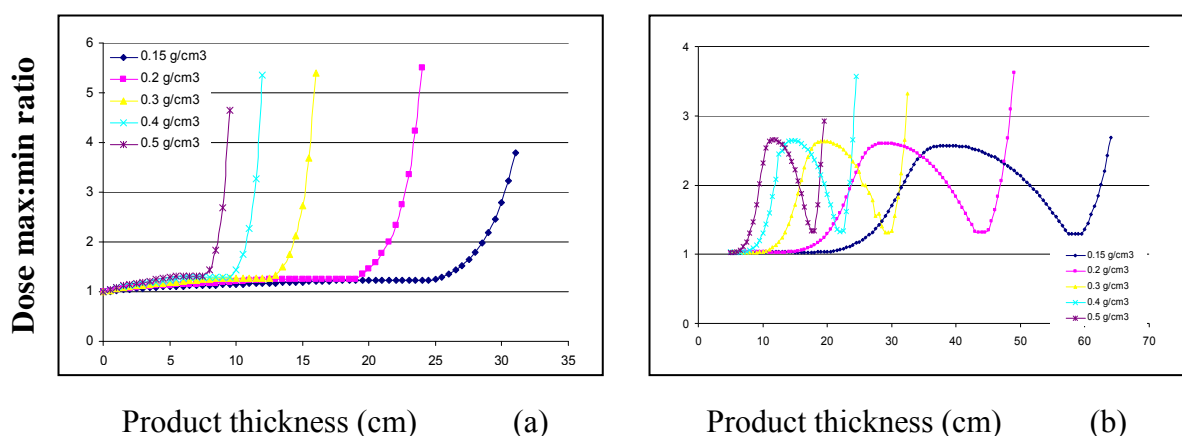 Dose max:min ratio
6
5
4
3
2
1
0
0 5 10 15 20 25 30 35
0.15 g/cm3
0.2 g/cm3
0.3 g/cm3
0.4 g/cm3
0.5 g/cm3
Product thickness (cm) (a)
4
3
2
1
0
0 10 20 30 40 50 60 70
0.15 g/cm3
0.2 g/cm3
0.3 g/cm3
0.4 g/cm3
0.5 g/cm3
Product thickness (cm) (b)